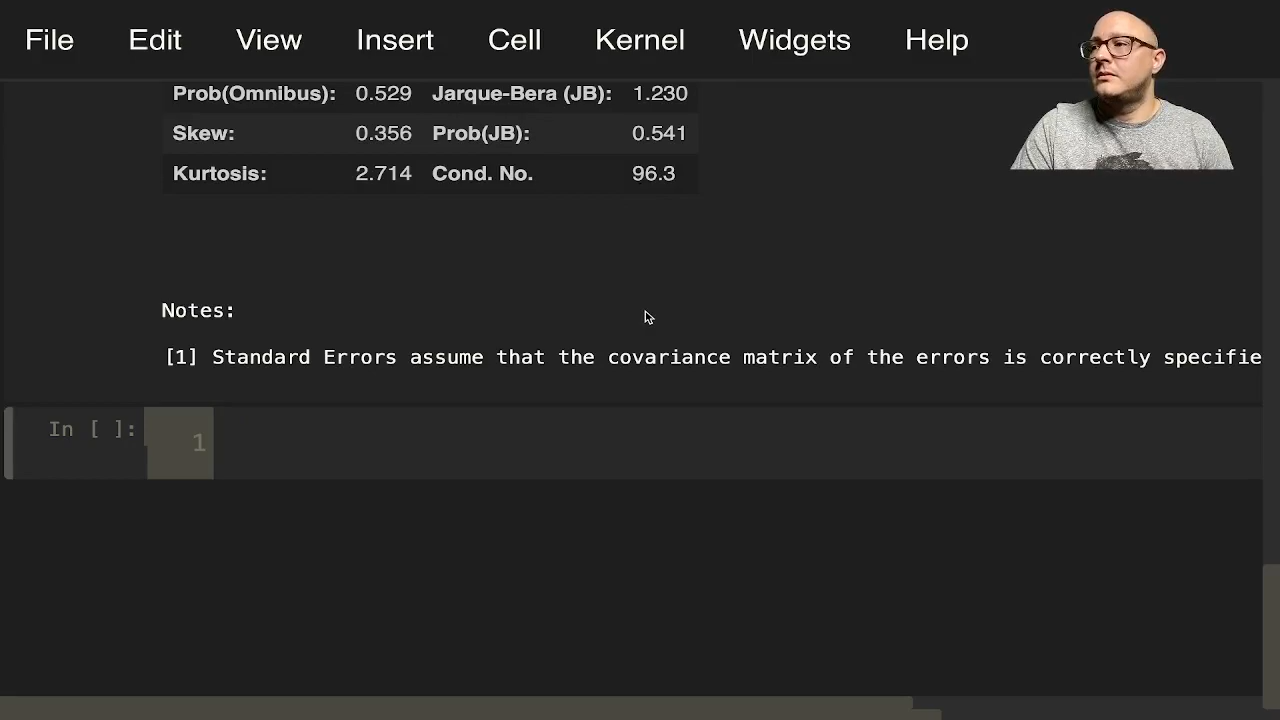 File Edit View Insert Cell Kernel Widgets Help
Prob(Omnibus): 0.529 Jarque-Bera (JB): 1.230
Skew: 0.356 Prob(JB): 0.541
Kurtosis: 2.714 Cond. No. 96.3
Notes:
[1] Standard Errors assume that the covariance matrix of the errors is correctly specifie
In [ ]: 1